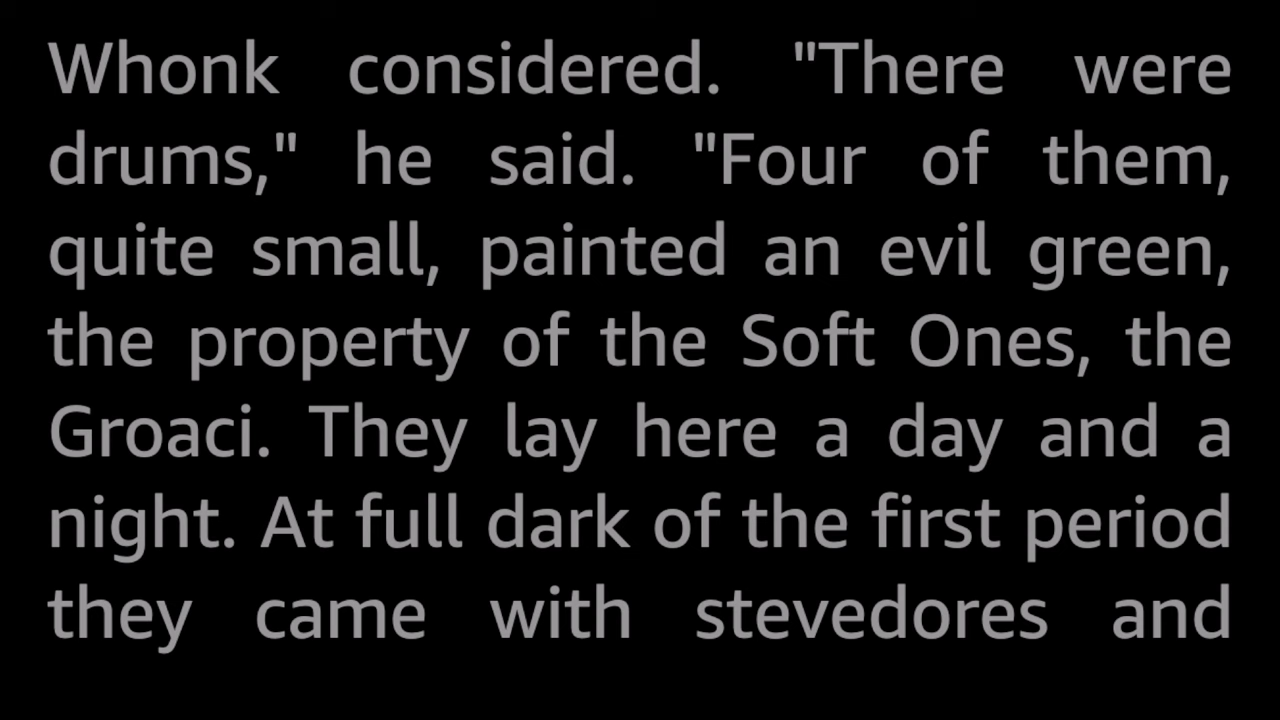 Whonk considered. "There were
drums," he said. "Four of them,
quite small, painted an evil green,
the property of the Soft Ones, the
Groaci. They lay here a day and a
night. At full dark of the first period
they came with stevedores and